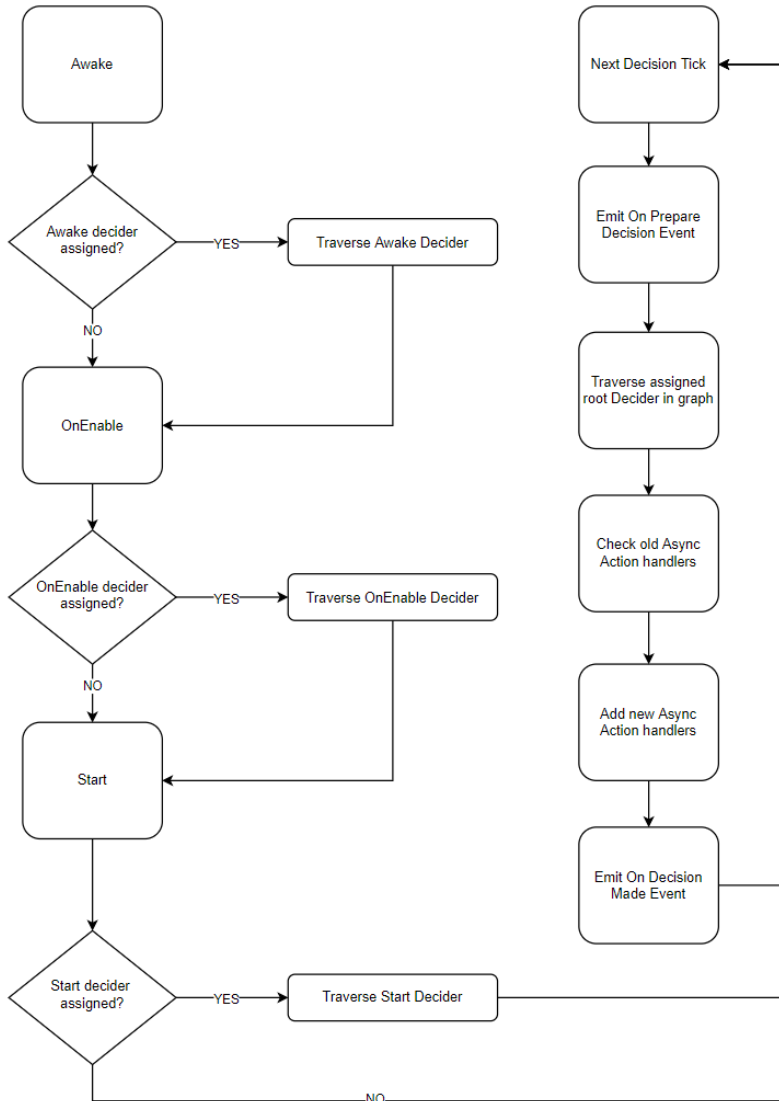 Awake
Awake decider
assigned?
YES
Traverse Awake Decider
NO
OnEnable
OnEnable decider
assigned?
YES
Traverse OnEnable Decider
NO
Start
Start decider
assigned?
YES
Traverse Start Decider
NO
Next Decision Tick
Emit On Prepare
Decision Event
Traverse assigned
root Decider in graph
Check old Async
Action handlers
Add new Async
Action handlers
Emit On Decision
Made Event